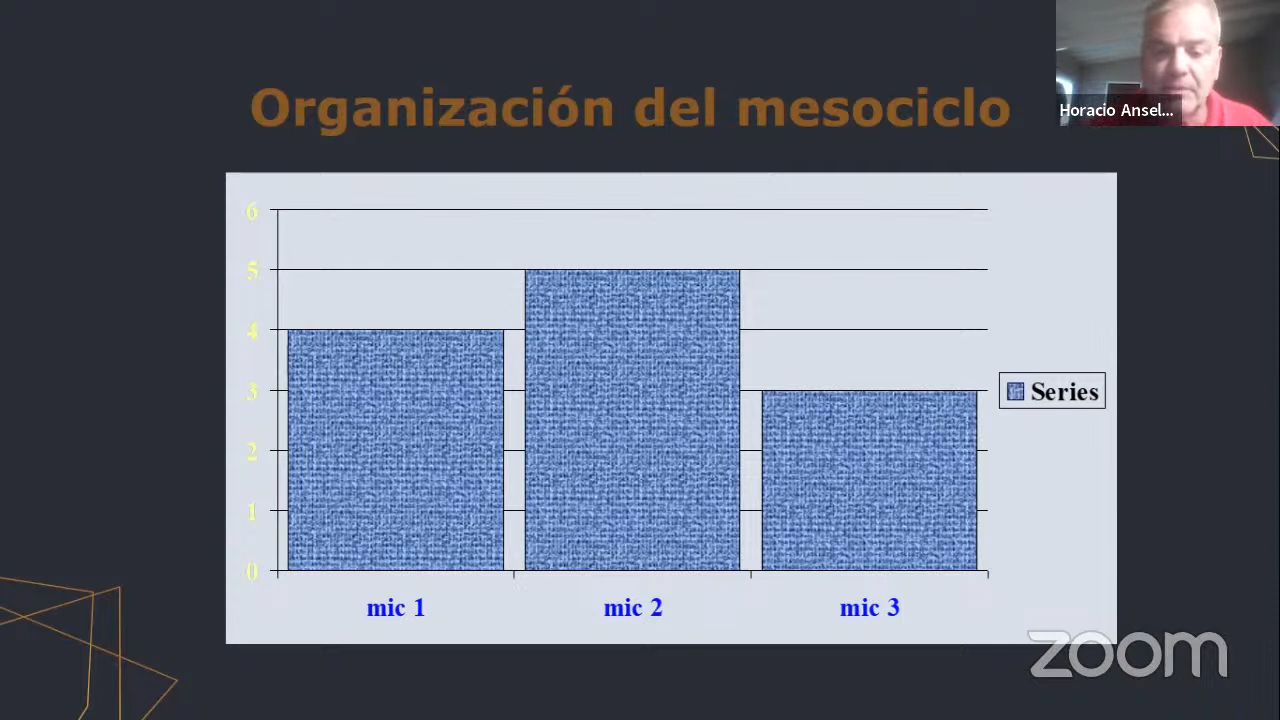 Organización del mesociclo
Horacio Ansel...
6
5
4
3
2
1
0
mic 1
mic 2
mic 3
Series
zoom